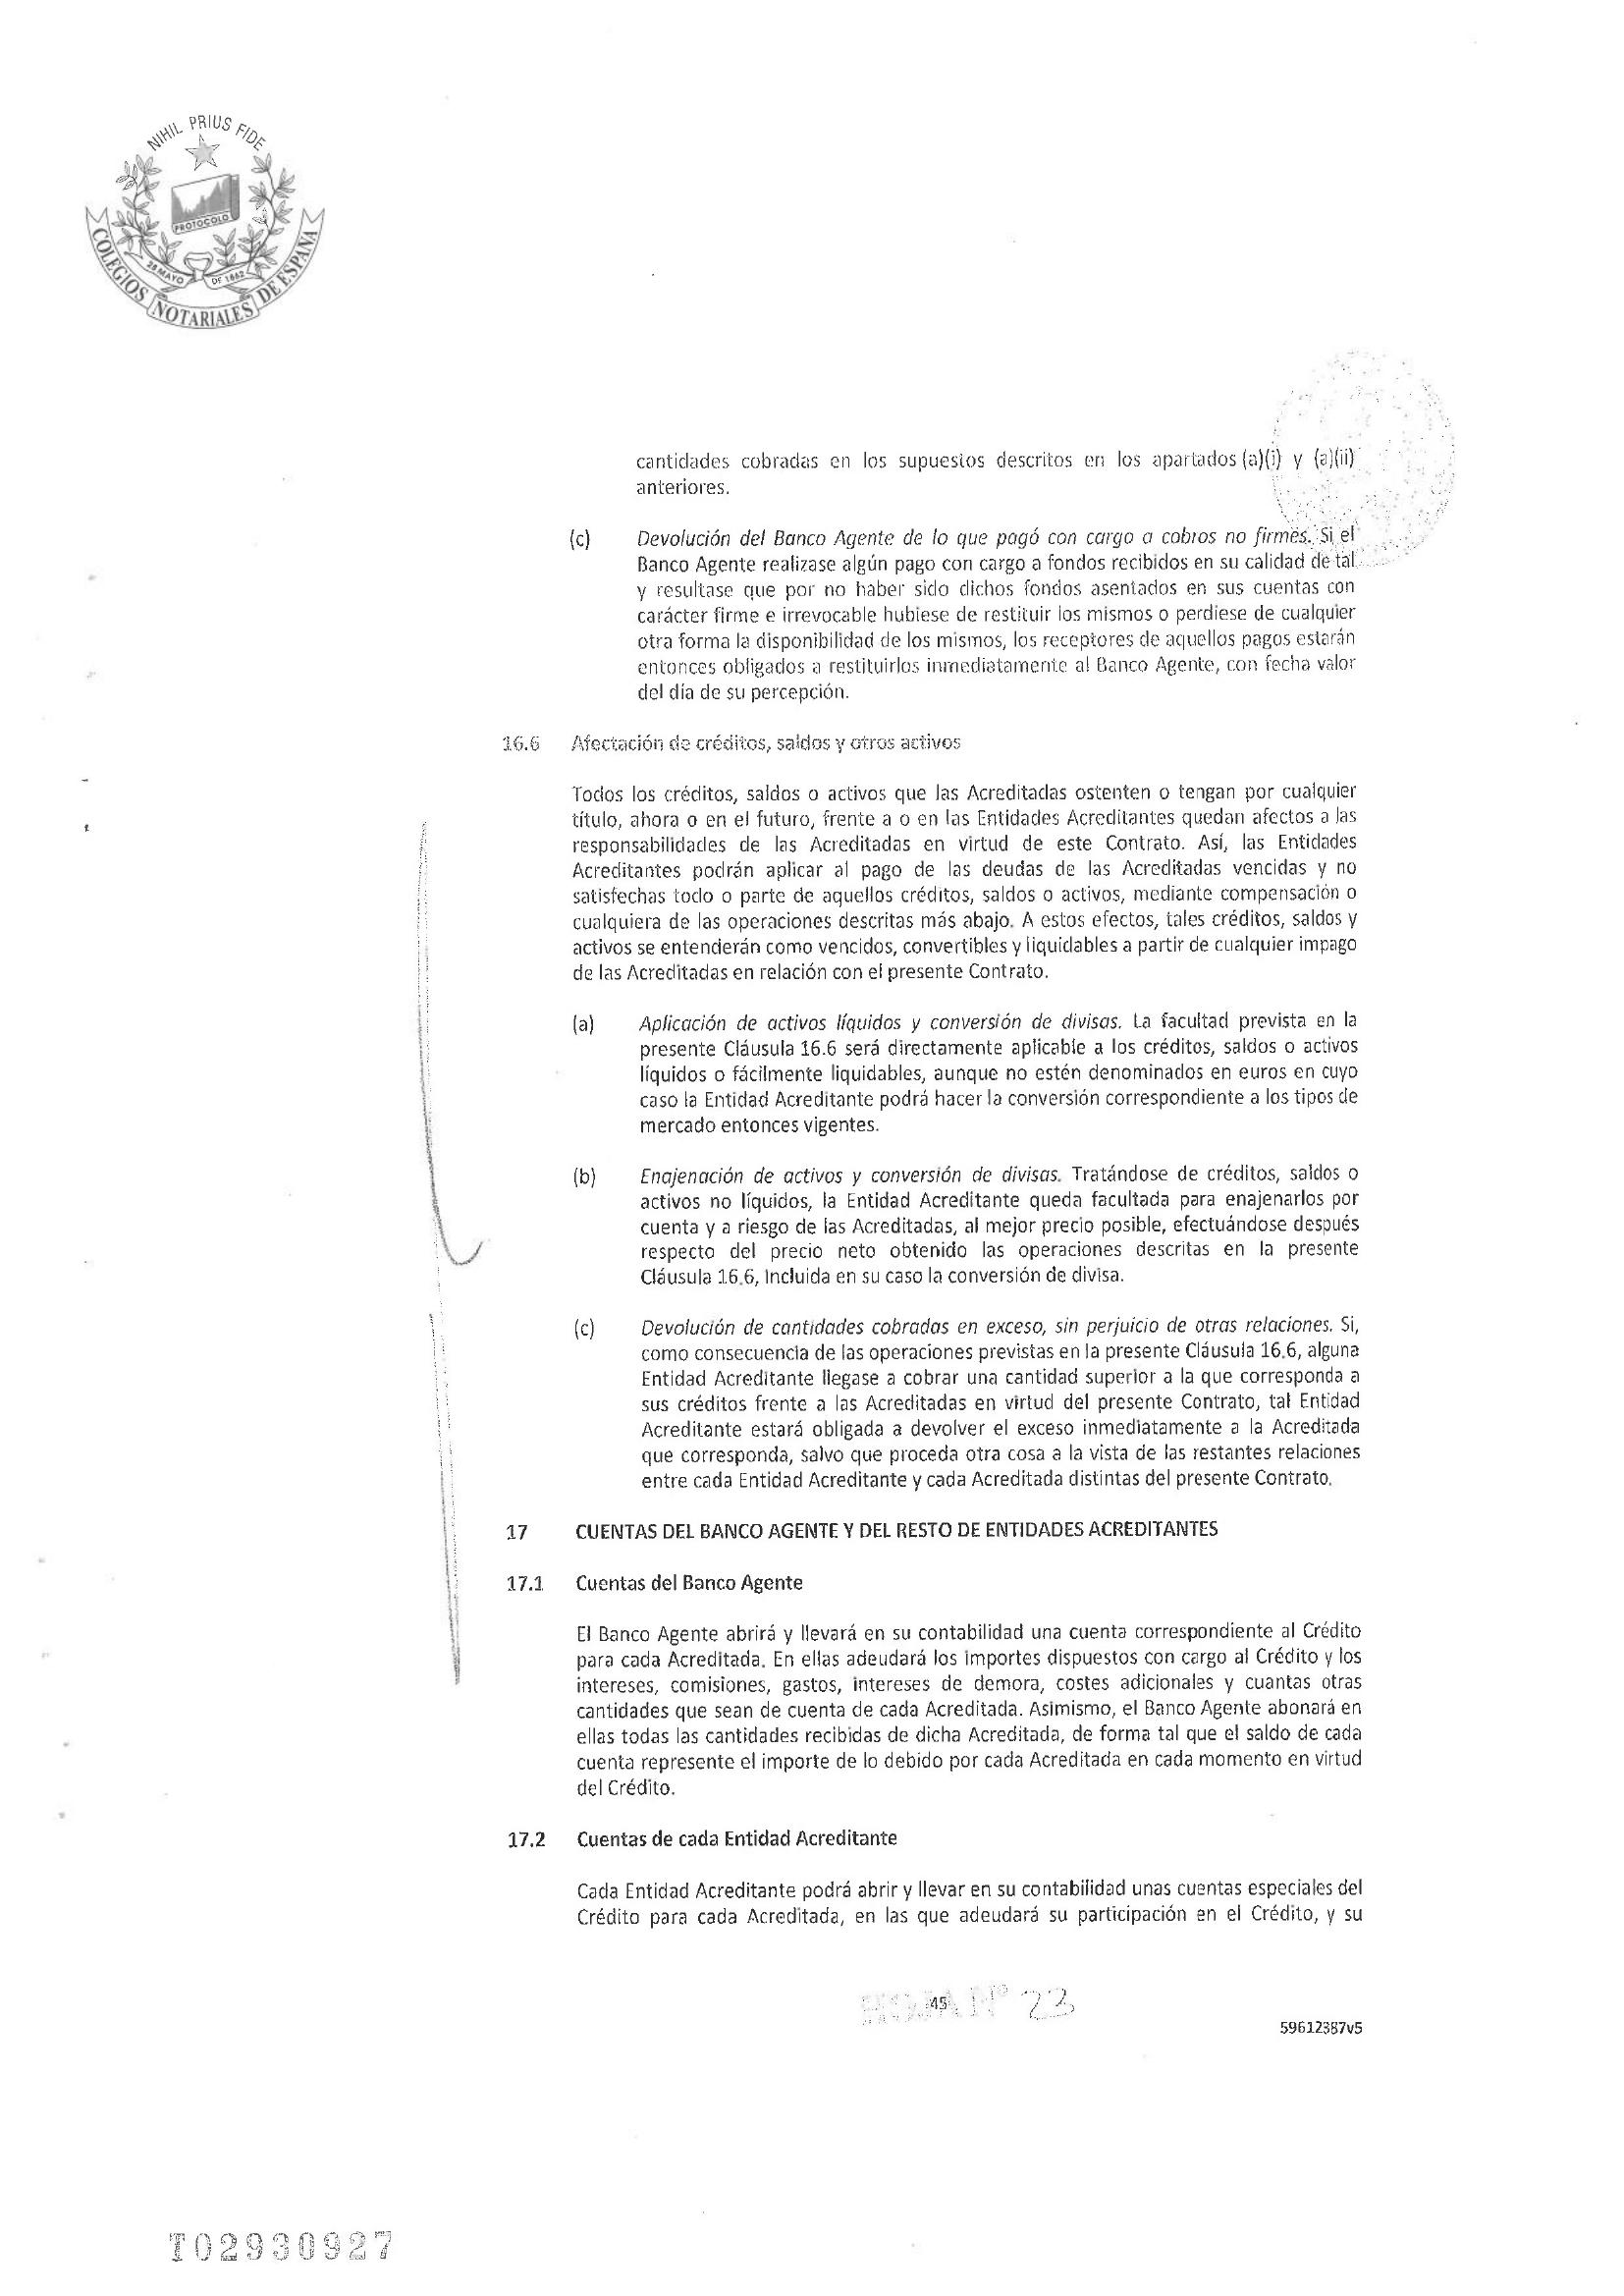 NIHIL PRIUS FIDE
PROTOCOLO
28 MAYO DE 1862
COLEGIOS NOTARIALES DE ESPAÑA
cantidades cobradas en los supuestos descritos en los apartados (a)(i) y (a)(ii)
anteriores.
(c) Devolución del Banco Agente de lo que pagó con cargo a cobros no firmes. Si el
Banco Agente realizase algún pago con cargo a fondos recibidos en su calidad de tal
y resultase que por no haber sido dichos fondos asentados en sus cuentas con
carácter firme e irrevocable hubiese de restituir los mismos o perdiese de cualquier
otra forma la disponibilidad de los mismos, los receptores de aquellos pagos estarán
entonces obligados a restituirlos inmediatamente al Banco Agente, con fecha valor
del día de su percepción.
16.6 Afectación de créditos, saldos y otros activos
Todos los créditos, saldos o activos que las Acreditadas ostenten o tengan por cualquier
título, ahora o en el futuro, frente a o en las Entidades Acreditantes quedan afectos a las
responsabilidades de las Acreditadas en virtud de este Contrato. Así, las Entidades
Acreditantes podrán aplicar al pago de las deudas de las Acreditadas vencidas y no
satisfechas todo o parte de aquellos créditos, saldos o activos, mediante compensación o
cualquiera de las operaciones descritas más abajo. A estos efectos, tales créditos, saldos y
activos se entenderán como vencidos, convertibles y liquidables a partir de cualquier impago
de las Acreditadas en relación con el presente Contrato.
(a) Aplicación de activos líquidos y conversión de divisas. La facultad prevista en la
presente Cláusula 16.6 será directamente aplicable a los créditos, saldos o activos
líquidos o fácilmente liquidables, aunque no estén denominados en euros en cuyo
caso la Entidad Acreditante podrá hacer la conversión correspondiente a los tipos de
mercado entonces vigentes.
(b) Enajenación de activos y conversión de divisas. Tratándose de créditos, saldos o
activos no líquidos, la Entidad Acreditante queda facultada para enajenarlos por
cuenta y a riesgo de las Acreditadas, al mejor precio posible, efectuándose después
respecto del precio neto obtenido las operaciones descritas en la presente
Cláusula 16.6, incluida en su caso la conversión de divisa.
(c) Devolución de cantidades cobradas en exceso, sin perjuicio de otras relaciones. Si,
como consecuencia de las operaciones previstas en la presente Cláusula 16.6, alguna
Entidad Acreditante llegase a cobrar una cantidad superior a la que corresponda a
sus créditos frente a las Acreditadas en virtud del presente Contrato, tal Entidad
Acreditante estará obligada a devolver el exceso inmediatamente a la Acreditada
que corresponda, salvo que proceda otra cosa a la vista de las restantes relaciones
entre cada Entidad Acreditante y cada Acreditada distintas del presente Contrato.
17 CUENTAS DEL BANCO AGENTE Y DEL RESTO DE ENTIDADES ACREDITANTES
17.1 Cuentas del Banco Agente
El Banco Agente abrirá y llevará en su contabilidad una cuenta correspondiente al Crédito
para cada Acreditada. En ellas adeudará los importes dispuestos con cargo al Crédito y los
intereses, comisiones, gastos, intereses de demora, costes adicionales y cuantas otras
cantidades que sean de cuenta de cada Acreditada. Asimismo, el Banco Agente abonará en
ellas todas las cantidades recibidas de dicha Acreditada, de forma tal que el saldo de cada
cuenta represente el importe de lo debido por cada Acreditada en cada momento en virtud
del Crédito.
17.2 Cuentas de cada Entidad Acreditante
Cada Entidad Acreditante podrá abrir y llevar en su contabilidad unas cuentas especiales del
Crédito para cada Acreditada, en las que adeudará su participación en el Crédito, y su
HOJA Nº 23
45
59612387v5
T02930927